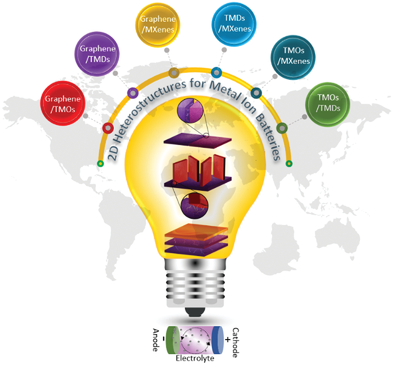 Graphene
/MXenes
TMDs
/MXenes
Graphene
/TMDs
TMOs
/MXenes
Graphene
/TMOs
TMOs
/TMDs
2D Heterostructures for Metal Ion Batteries
-
+
Anode
Cathode
Electrolyte